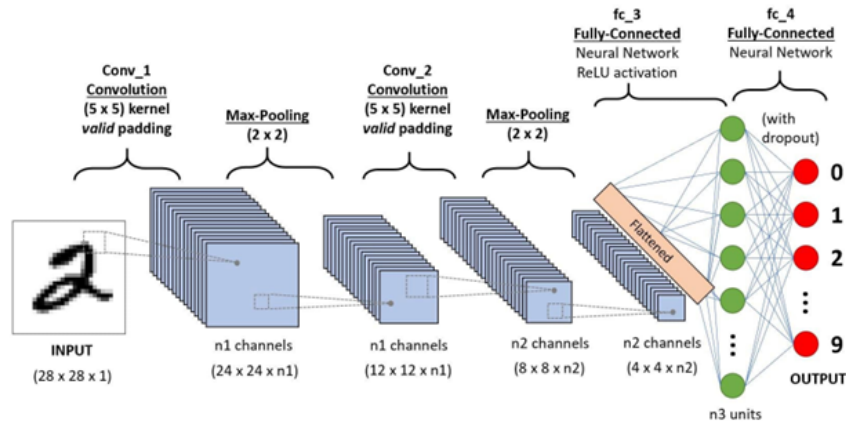 fc_3
Fully-Connected
Neural Network
ReLU activation
fc_4
Fully-Connected
Neural Network
Conv_1
Convolution
(5 x 5) kernel
valid padding
Max-Pooling
(2 x 2)
Conv_2
Convolution
(5 x 5) kernel
valid padding
Max-Pooling
(2 x 2)
(with
dropout)
Flattened
0
1
2
9
INPUT
(28 x 28 x 1)
n1 channels
(24 x 24 x n1)
n1 channels
(12 x 12 x n1)
n2 channels
(8 x 8 x n2)
n2 channels
(4 x 4 x n2)
OUTPUT
n3 units
2